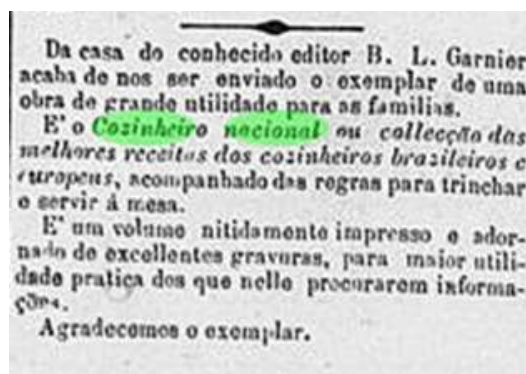 Da casa do conhecido editor B. L. Garnier
acaba de nos ser enviado o exemplar de uma
obra de grande utilidade para as familias.
E' o Cozinheiro nacional ou collecção das
melhores receitas dos cozinheiros brazileiros e
europeus, acompanhado das regras para trinchar
e servir á mesa.
E' um volume nitidamente impresso e ador-
nado de excellentes gravuras, para maior utili-
dade pratica dos que nelle procurarem informa-
ções.
Agradecemos o exemplar.